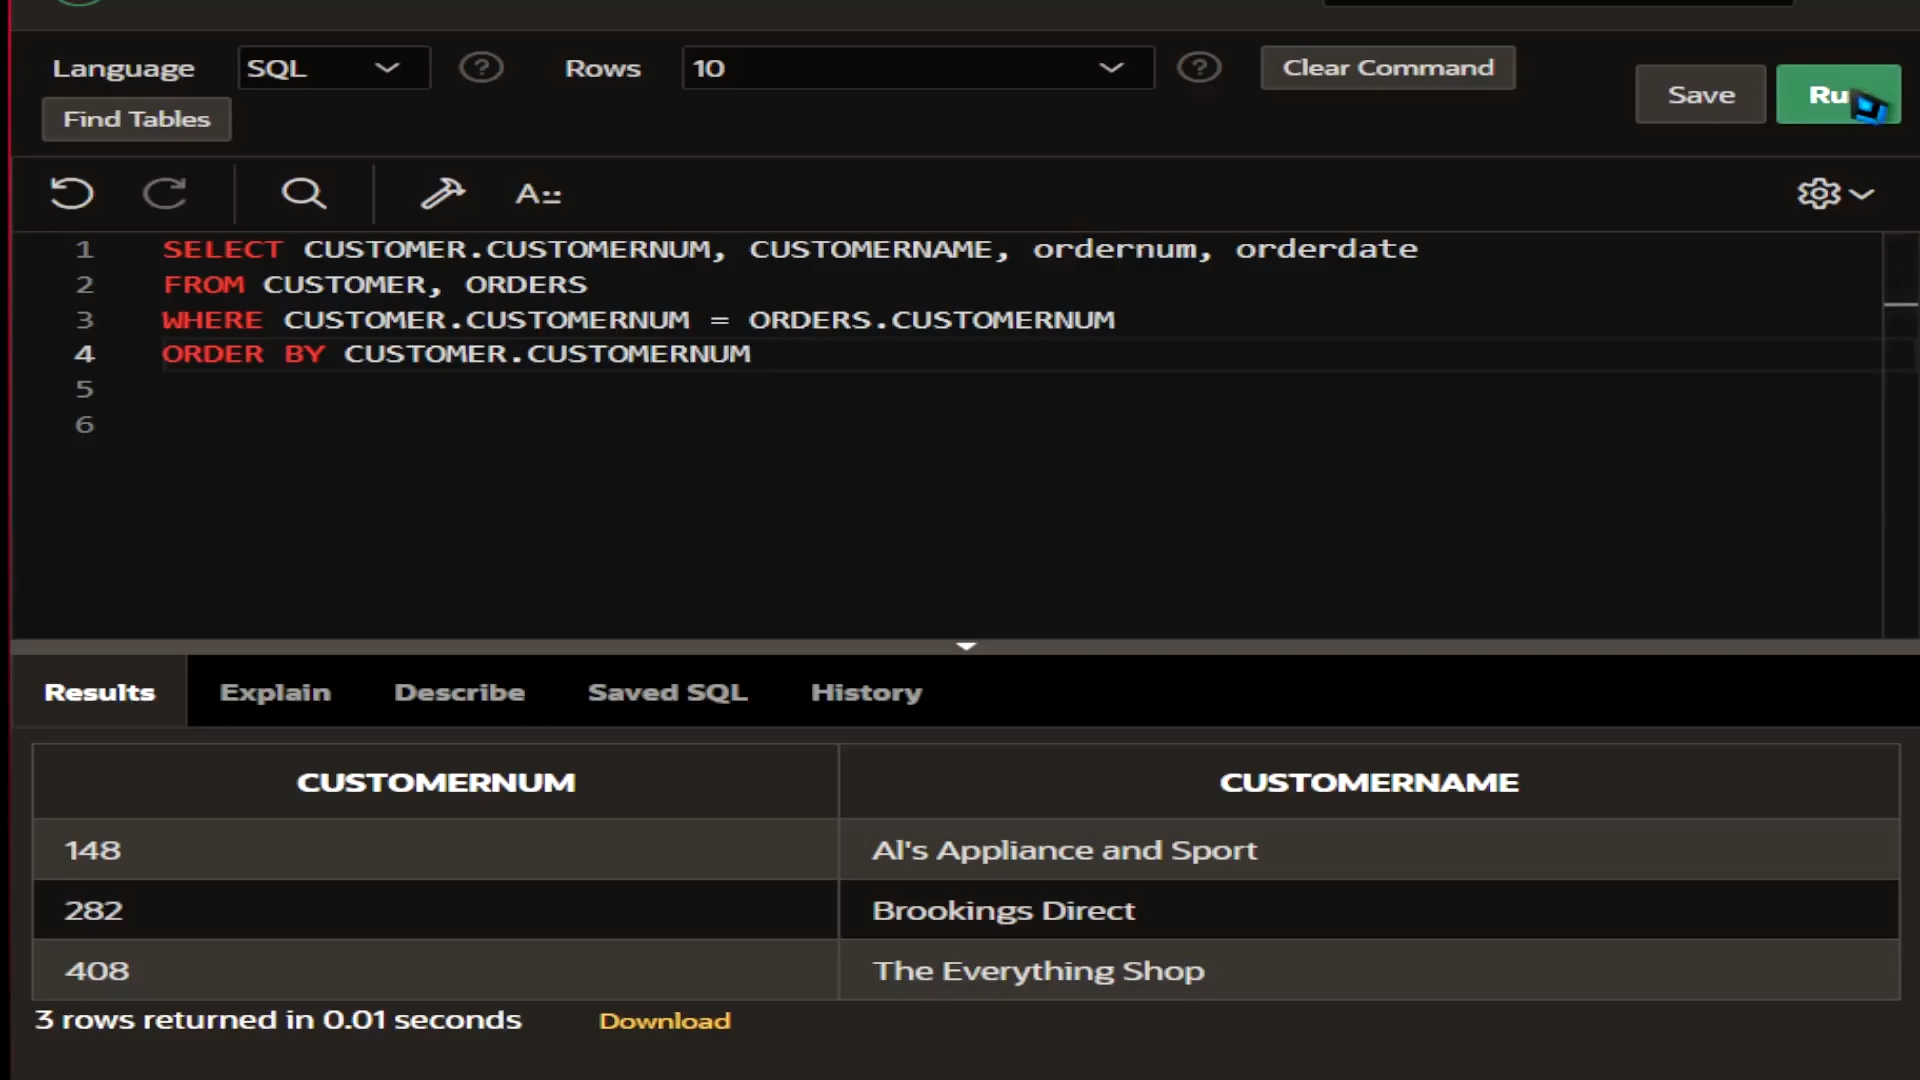 Language SQL Rows 10 Clear Command
Save
Find Tables
A
1 SELECT CUSTOMER.CUSTOMERNUM, CUSTOMERNAME, ordernum, orderdate
2 FROM CUSTOMER, ORDERS
3 WHERE CUSTOMER.CUSTOMERNUM = ORDERS.CUSTOMERNUM
4 ORDER BY CUSTOMER.CUSTOMERNUM
5
6
Results Explain Describe Saved SQL History
CUSTOMERNUM CUSTOMERNAME
148 Al's Appliance and Sport
282 Brookings Direct
408 The Everything Shop
3 rows returned in 0.01 seconds Download